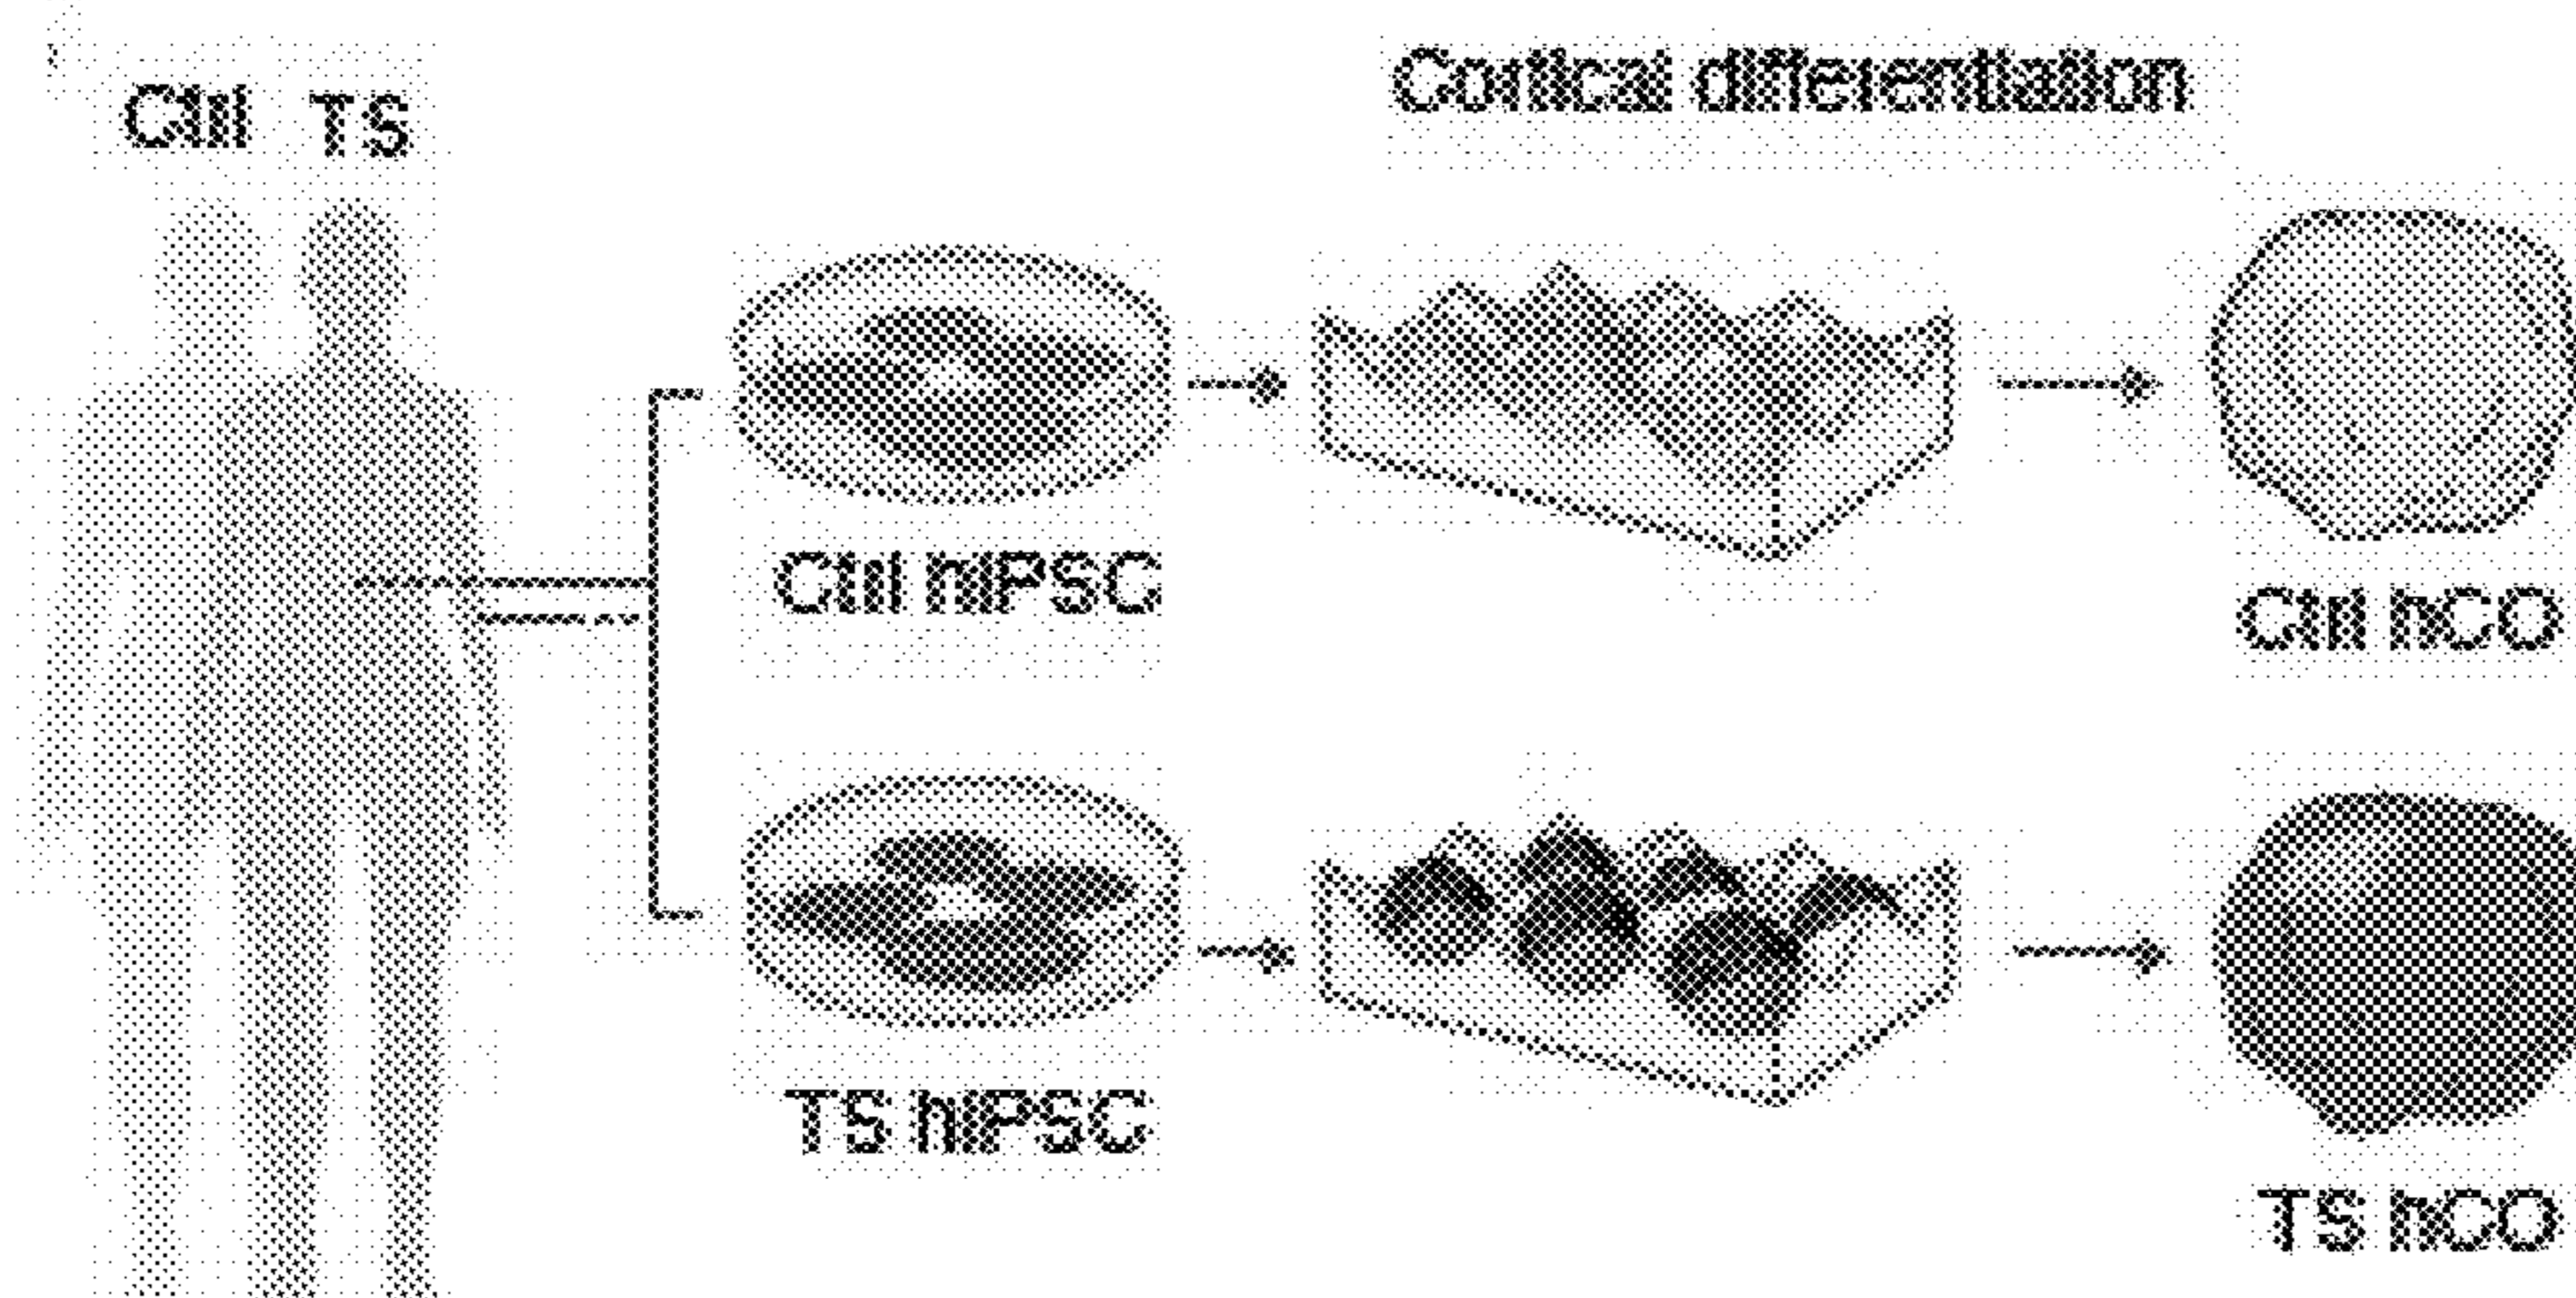 Ctrl TS
Cortical differentiation
Ctrl hiPSC
Ctrl hCO
TS hiPSC
TS hCO